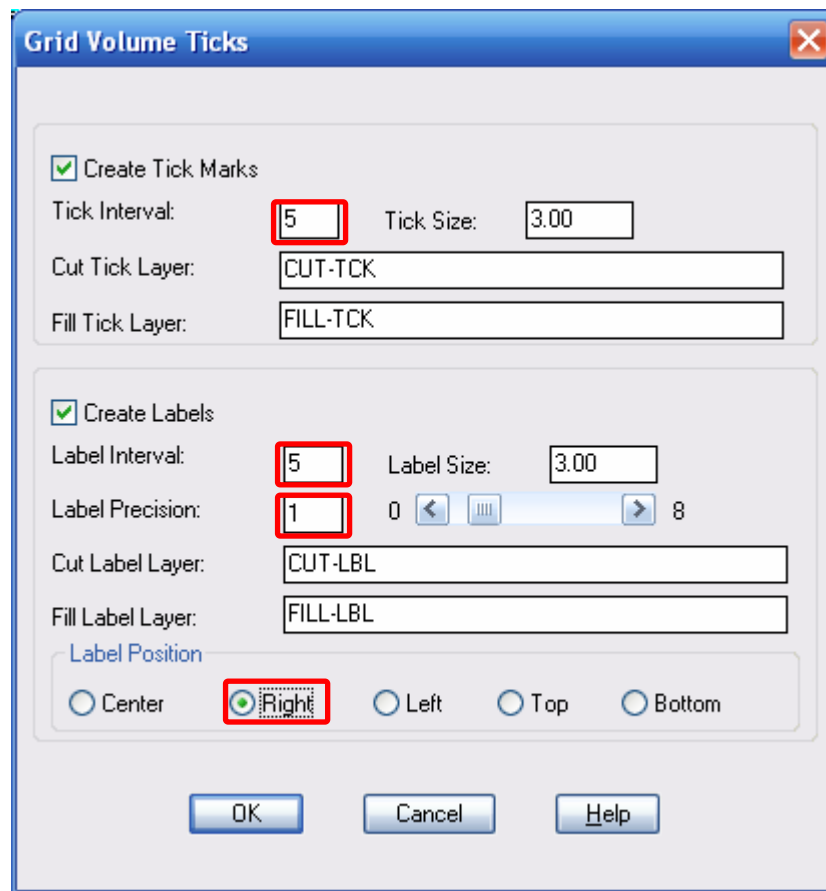 Grid Volume Ticks
Create Tick Marks
Tick Interval: 5 Tick Size: 3.00
Cut Tick Layer: CUT-TCK
Fill Tick Layer: FILL-TCK
Create Labels
Label Interval: 5 Label Size: 3.00
Label Precision: 1 0 8
Cut Label Layer: CUT-LBL
Fill Label Layer: FILL-LBL
Label Position
Center Right Left Top Bottom
OK Cancel Help